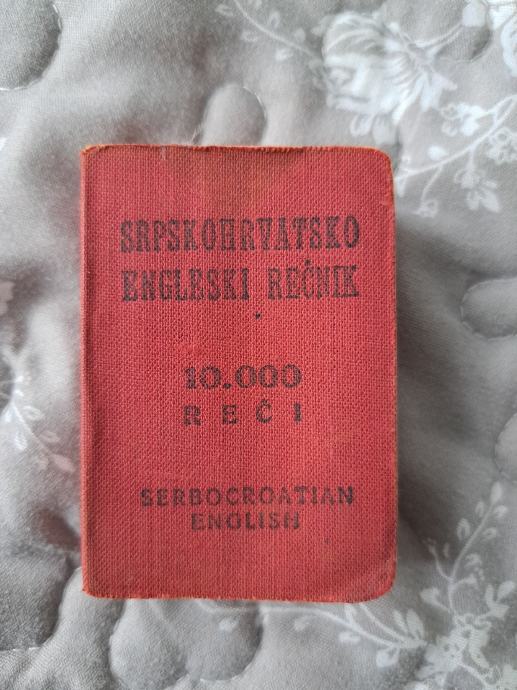 SRPSKOHRVATSKO
ENGLESKI REČNIK
10.000
REČI
SERBOCROATIAN
ENGLISH